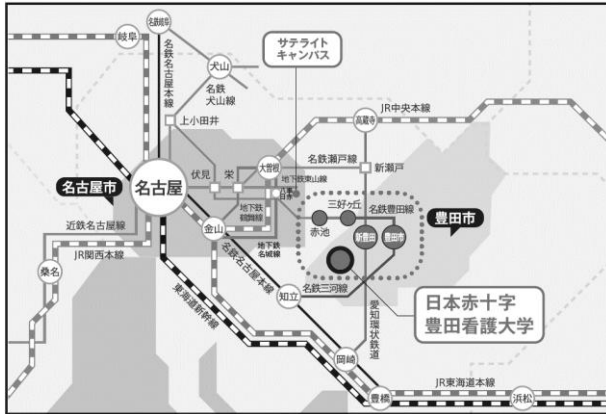 名鉄岐阜
岐阜
サテライト
キャンパス
犬山
名鉄名古屋本線
名鉄
犬山線
JR中央本線
高蔵寺
上小田井
名鉄瀬戸線
大曽根
新瀬戸
伏見
栄
地下鉄東山線
名古屋市
名古屋
地下鉄
鶴舞線
三好ヶ丘
名鉄豊田線
豊田市
近鉄名古屋線
金山
赤池
新豊田
豊田市
地下鉄
名城線
JR関西本線
桑名
名鉄名古屋本線
東海道新幹線
知立
名鉄三河線
愛知環状鉄道
日本赤十字
豊田看護大学
岡崎
JR東海道本線
豊橋
浜松